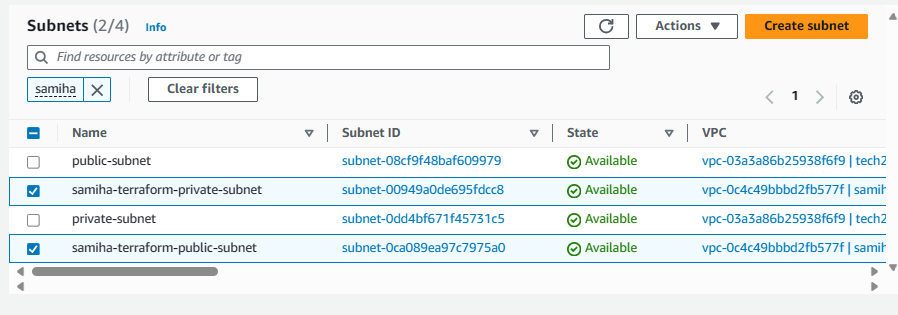 Subnets (2/4) Info Actions Create subnet
Find resources by attribute or tag
samiha Clear filters
1
Name Subnet ID State VPC
public-subnet subnet-08cf9f48baf609979 Available vpc-03a3a86b25938f6f9 | tech2
samiha-terraform-private-subnet subnet-00949a0de695fdcc8 Available vpc-0c4c49bbbd2fb577f | samih
private-subnet subnet-0dd4bf671f45731c5 Available vpc-03a3a86b25938f6f9 | tech2
samiha-terraform-public-subnet subnet-0ca089ea97c7975a0 Available vpc-0c4c49bbbd2fb577f | samih